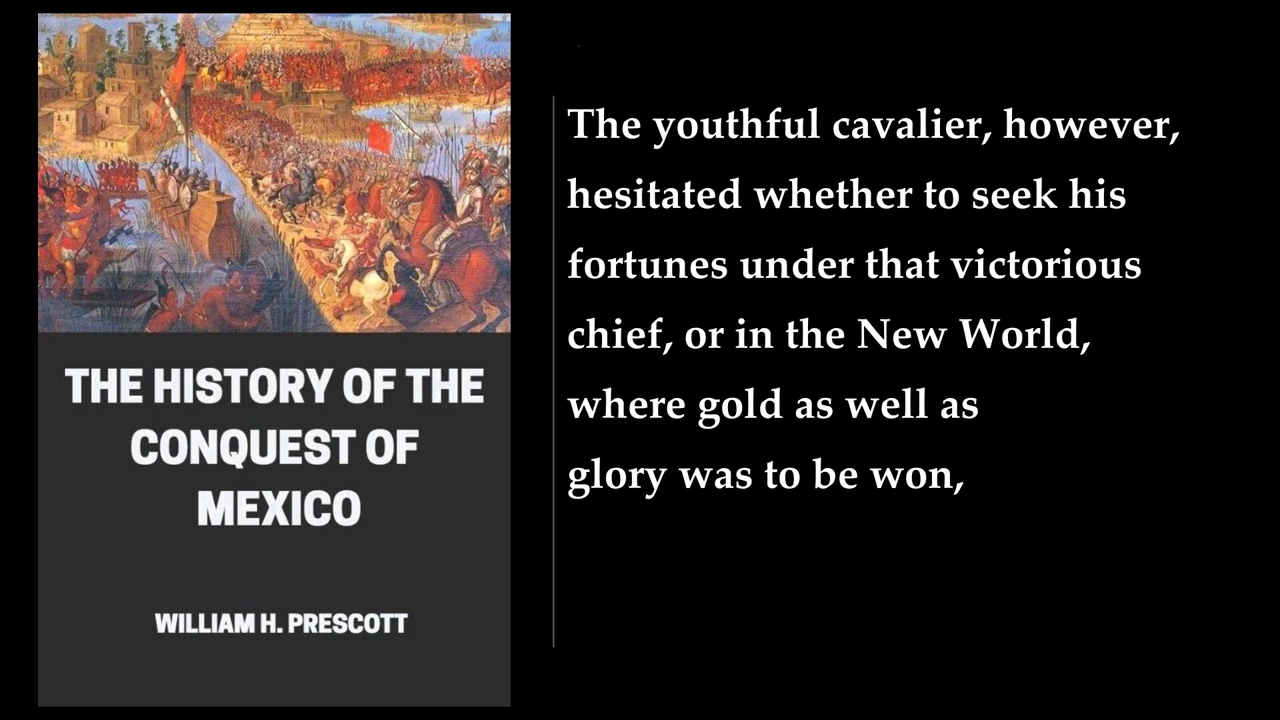 THE HISTORY OF THE
CONQUEST OF
MEXICO
WILLIAM H. PRESCOTT
The youthful cavalier, however,
hesitated whether to seek his
fortunes under that victorious
chief, or in the New World,
where gold as well as
glory was to be won,